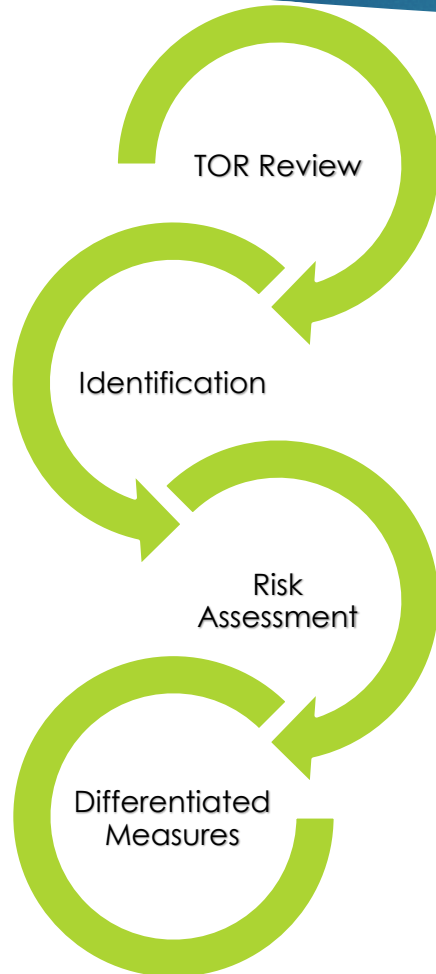 TOR Review
Identification
Risk
Assessment
Differentiated
Measures